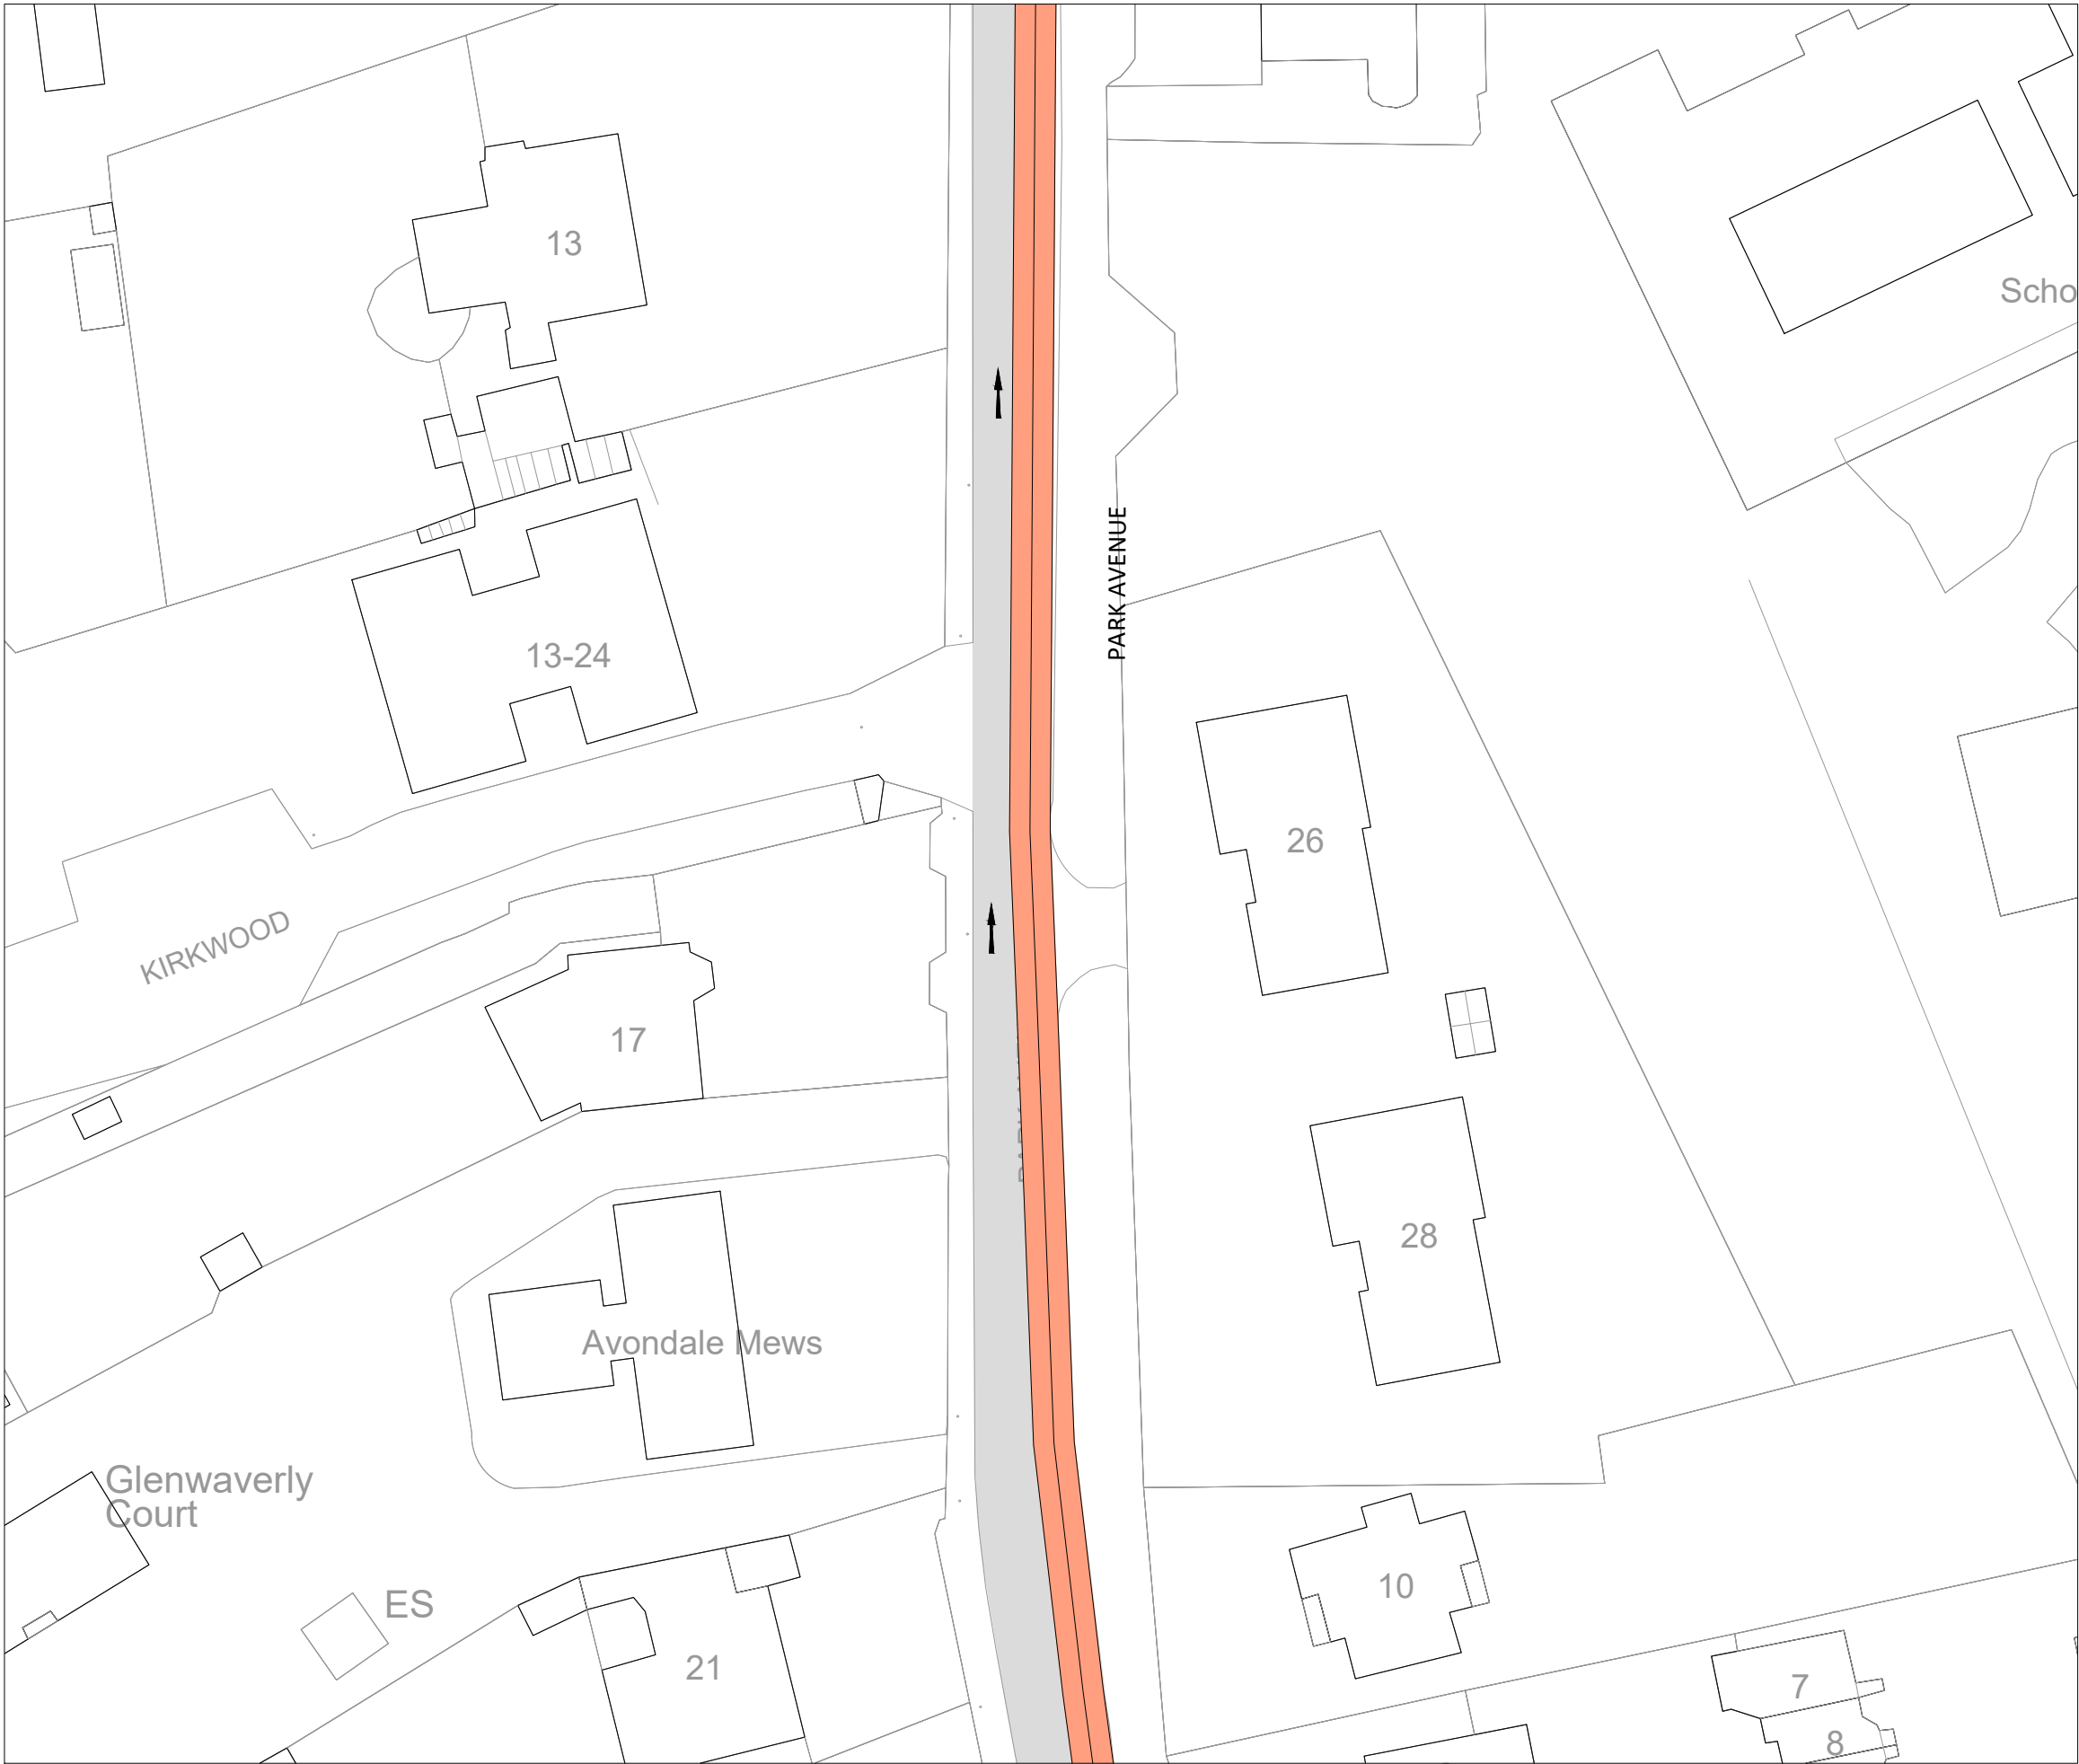 13
Scho
PARK AVENUE
13-24
26
KIRKWOOD
17
28
Avondale Mews
Glenwaverly
Court
10
ES
21
7
8